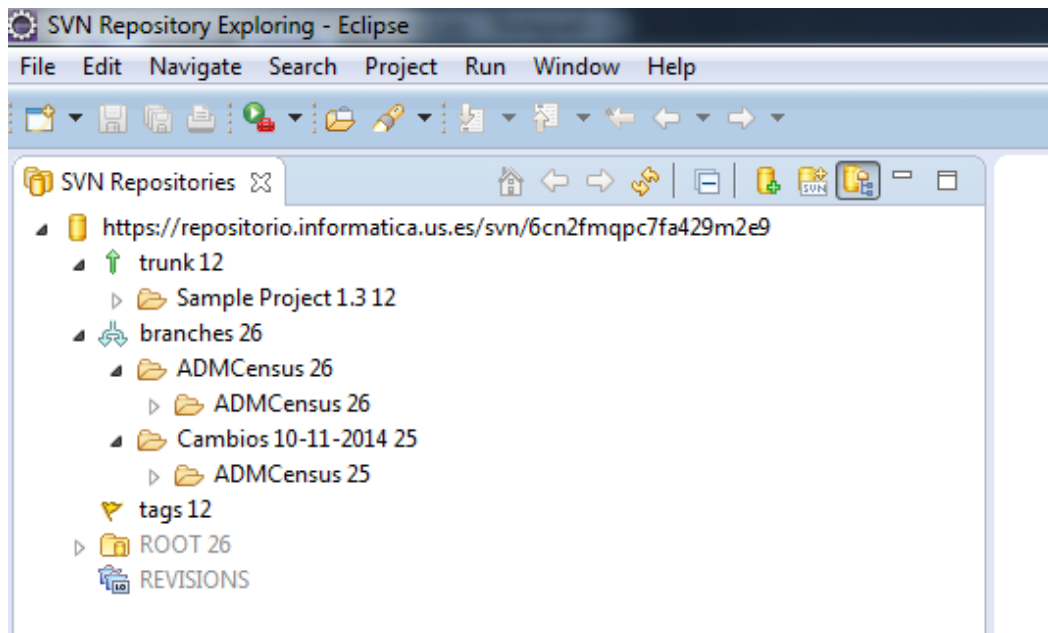 SVN Repository Exploring - Eclipse
File Edit Navigate Search Project Run Window Help
SVN Repositories
SVN
https://repositorio.informatica.us.es/svn/6cn2fmqpc7fa429m2e9
trunk 12
Sample Project 1.3 12
branches 26
ADMCensus 26
ADMCensus 26
Cambios 10-11-2014 25
ADMCensus 25
tags 12
ROOT 26
REVISIONS